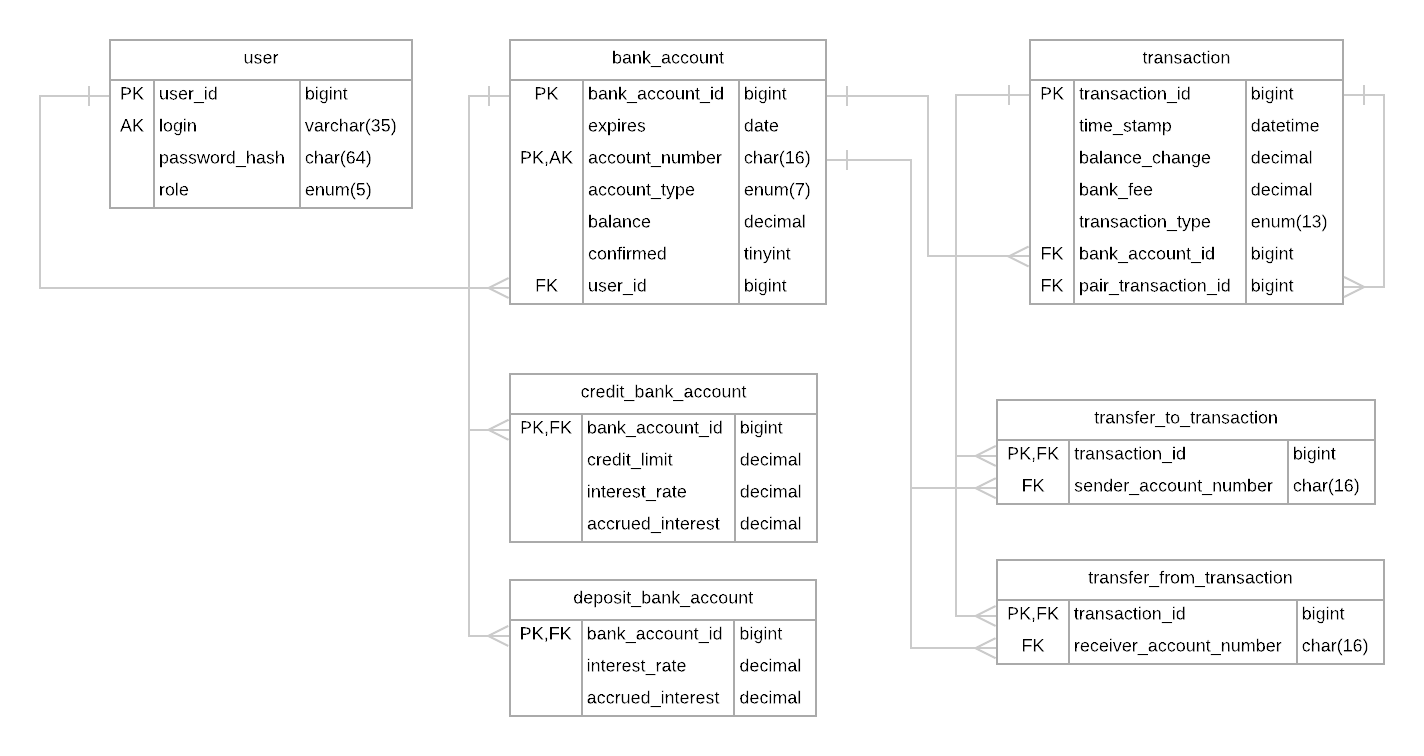 user
PK user_id bigint
AK login varchar(35)
password_hash char(64)
role enum(5)
bank_account
PK bank_account_id bigint
expires date
PK,AK account_number char(16)
account_type enum(7)
balance decimal
confirmed tinyint
FK user_id bigint
transaction
PK transaction_id bigint
time_stamp datetime
balance_change decimal
bank_fee decimal
transaction_type enum(13)
FK bank_account_id bigint
FK pair_transaction_id bigint
credit_bank_account
PK,FK bank_account_id bigint
credit_limit decimal
interest_rate decimal
accrued_interest decimal
transfer_to_transaction
PK,FK transaction_id bigint
FK sender_account_number char(16)
deposit_bank_account
PK,FK bank_account_id bigint
interest_rate decimal
accrued_interest decimal
transfer_from_transaction
PK,FK transaction_id bigint
FK receiver_account_number char(16)